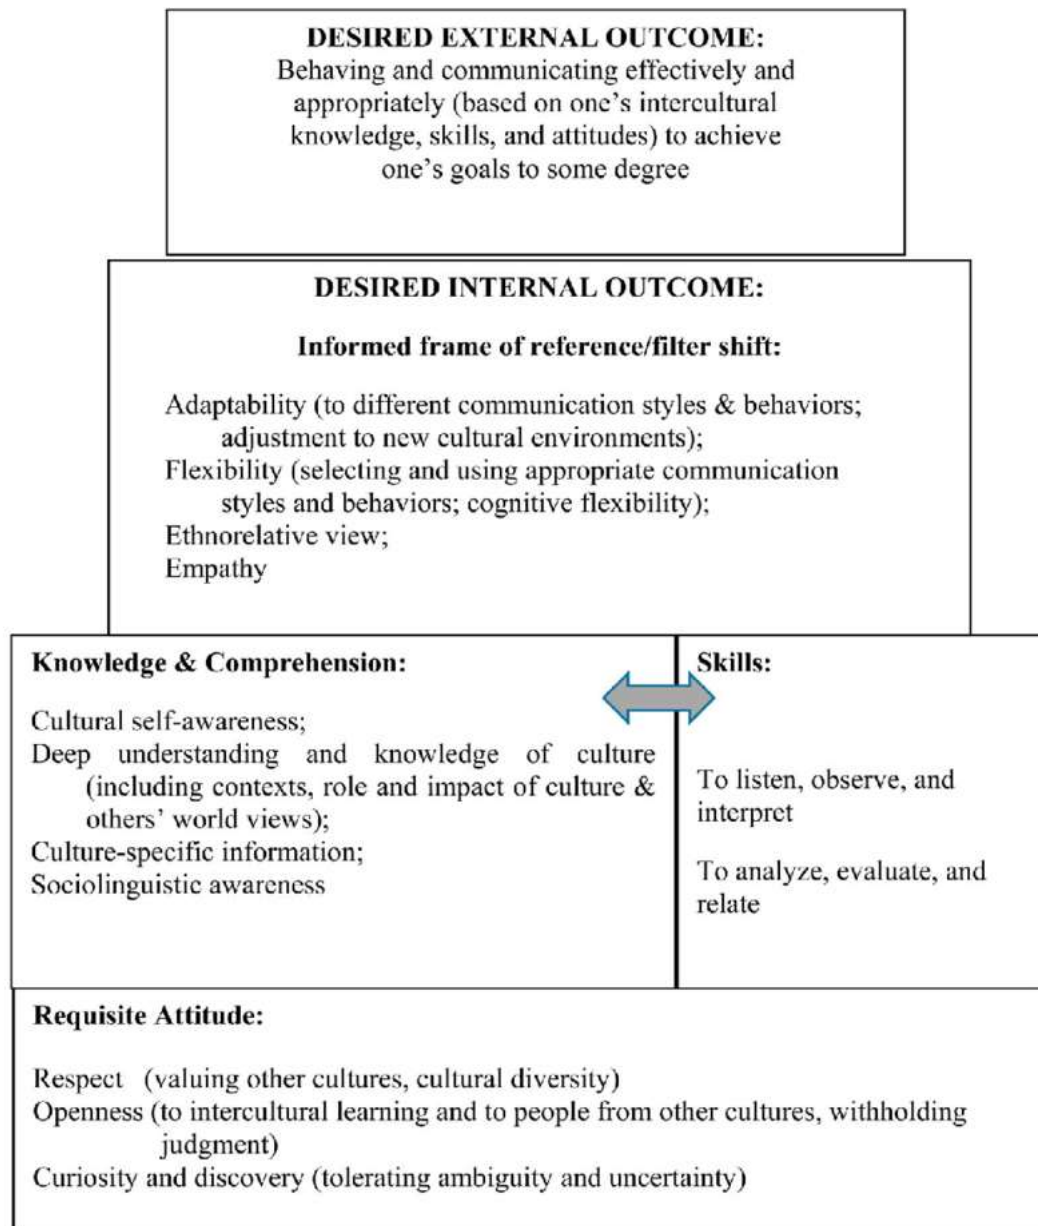 DESIRED EXTERNAL OUTCOME:
Behaving and communicating effectively and
appropriately (based on one's intercultural
knowledge, skills, and attitudes) to achieve
one's goals to some degree
DESIRED INTERNAL OUTCOME:
Informed frame of reference/filter shift:
Adaptability (to different communication styles & behaviors;
adjustment to new cultural environments);
Flexibility (selecting and using appropriate communication
styles and behaviors; cognitive flexibility);
Ethnorelative view;
Empathy
Knowledge & Comprehension:
Cultural self-awareness;
Deep understanding and knowledge of culture
(including contexts, role and impact of culture &
others' world views);
Culture-specific information;
Sociolinguistic awareness
Skills:
To listen, observe, and
interpret
To analyze, evaluate, and
relate
Requisite Attitude:
Respect (valuing other cultures, cultural diversity)
Openness (to intercultural learning and to people from other cultures, withholding
judgment)
Curiosity and discovery (tolerating ambiguity and uncertainty)